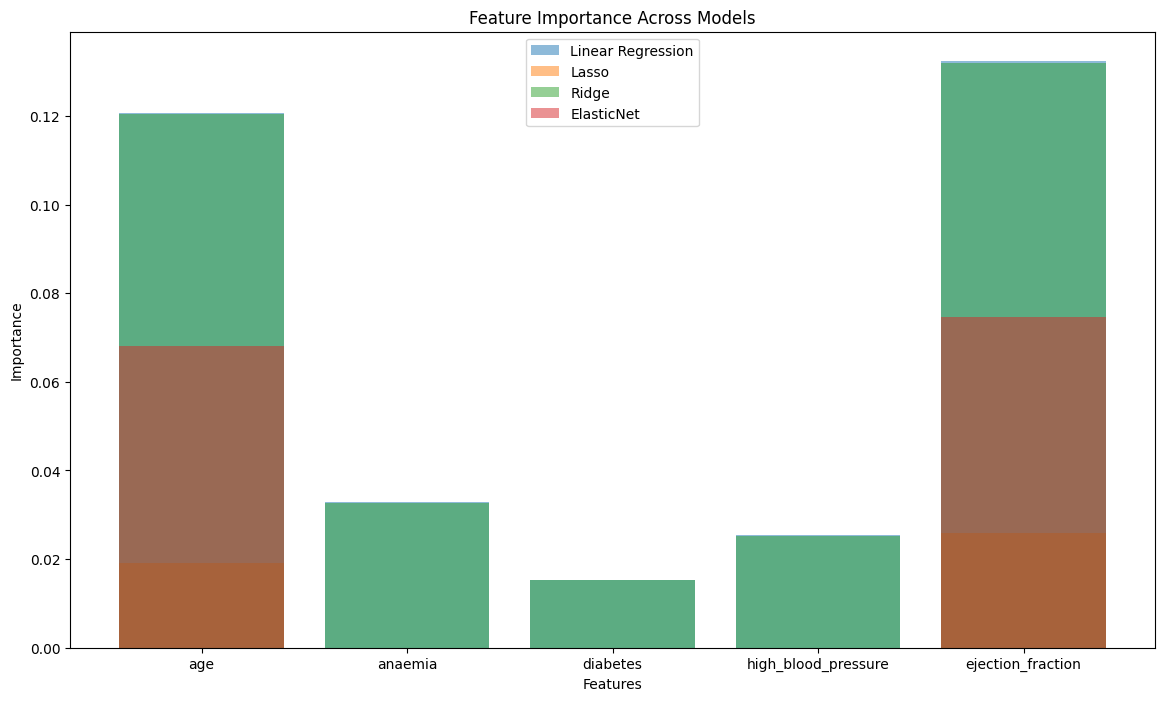 Feature Importance Across Models
Linear Regression
Lasso
Ridge
ElasticNet
Importance
0.12
0.10
0.08
0.06
0.04
0.02
0.00
age
anaemia
diabetes
high_blood_pressure
ejection_fraction
Features